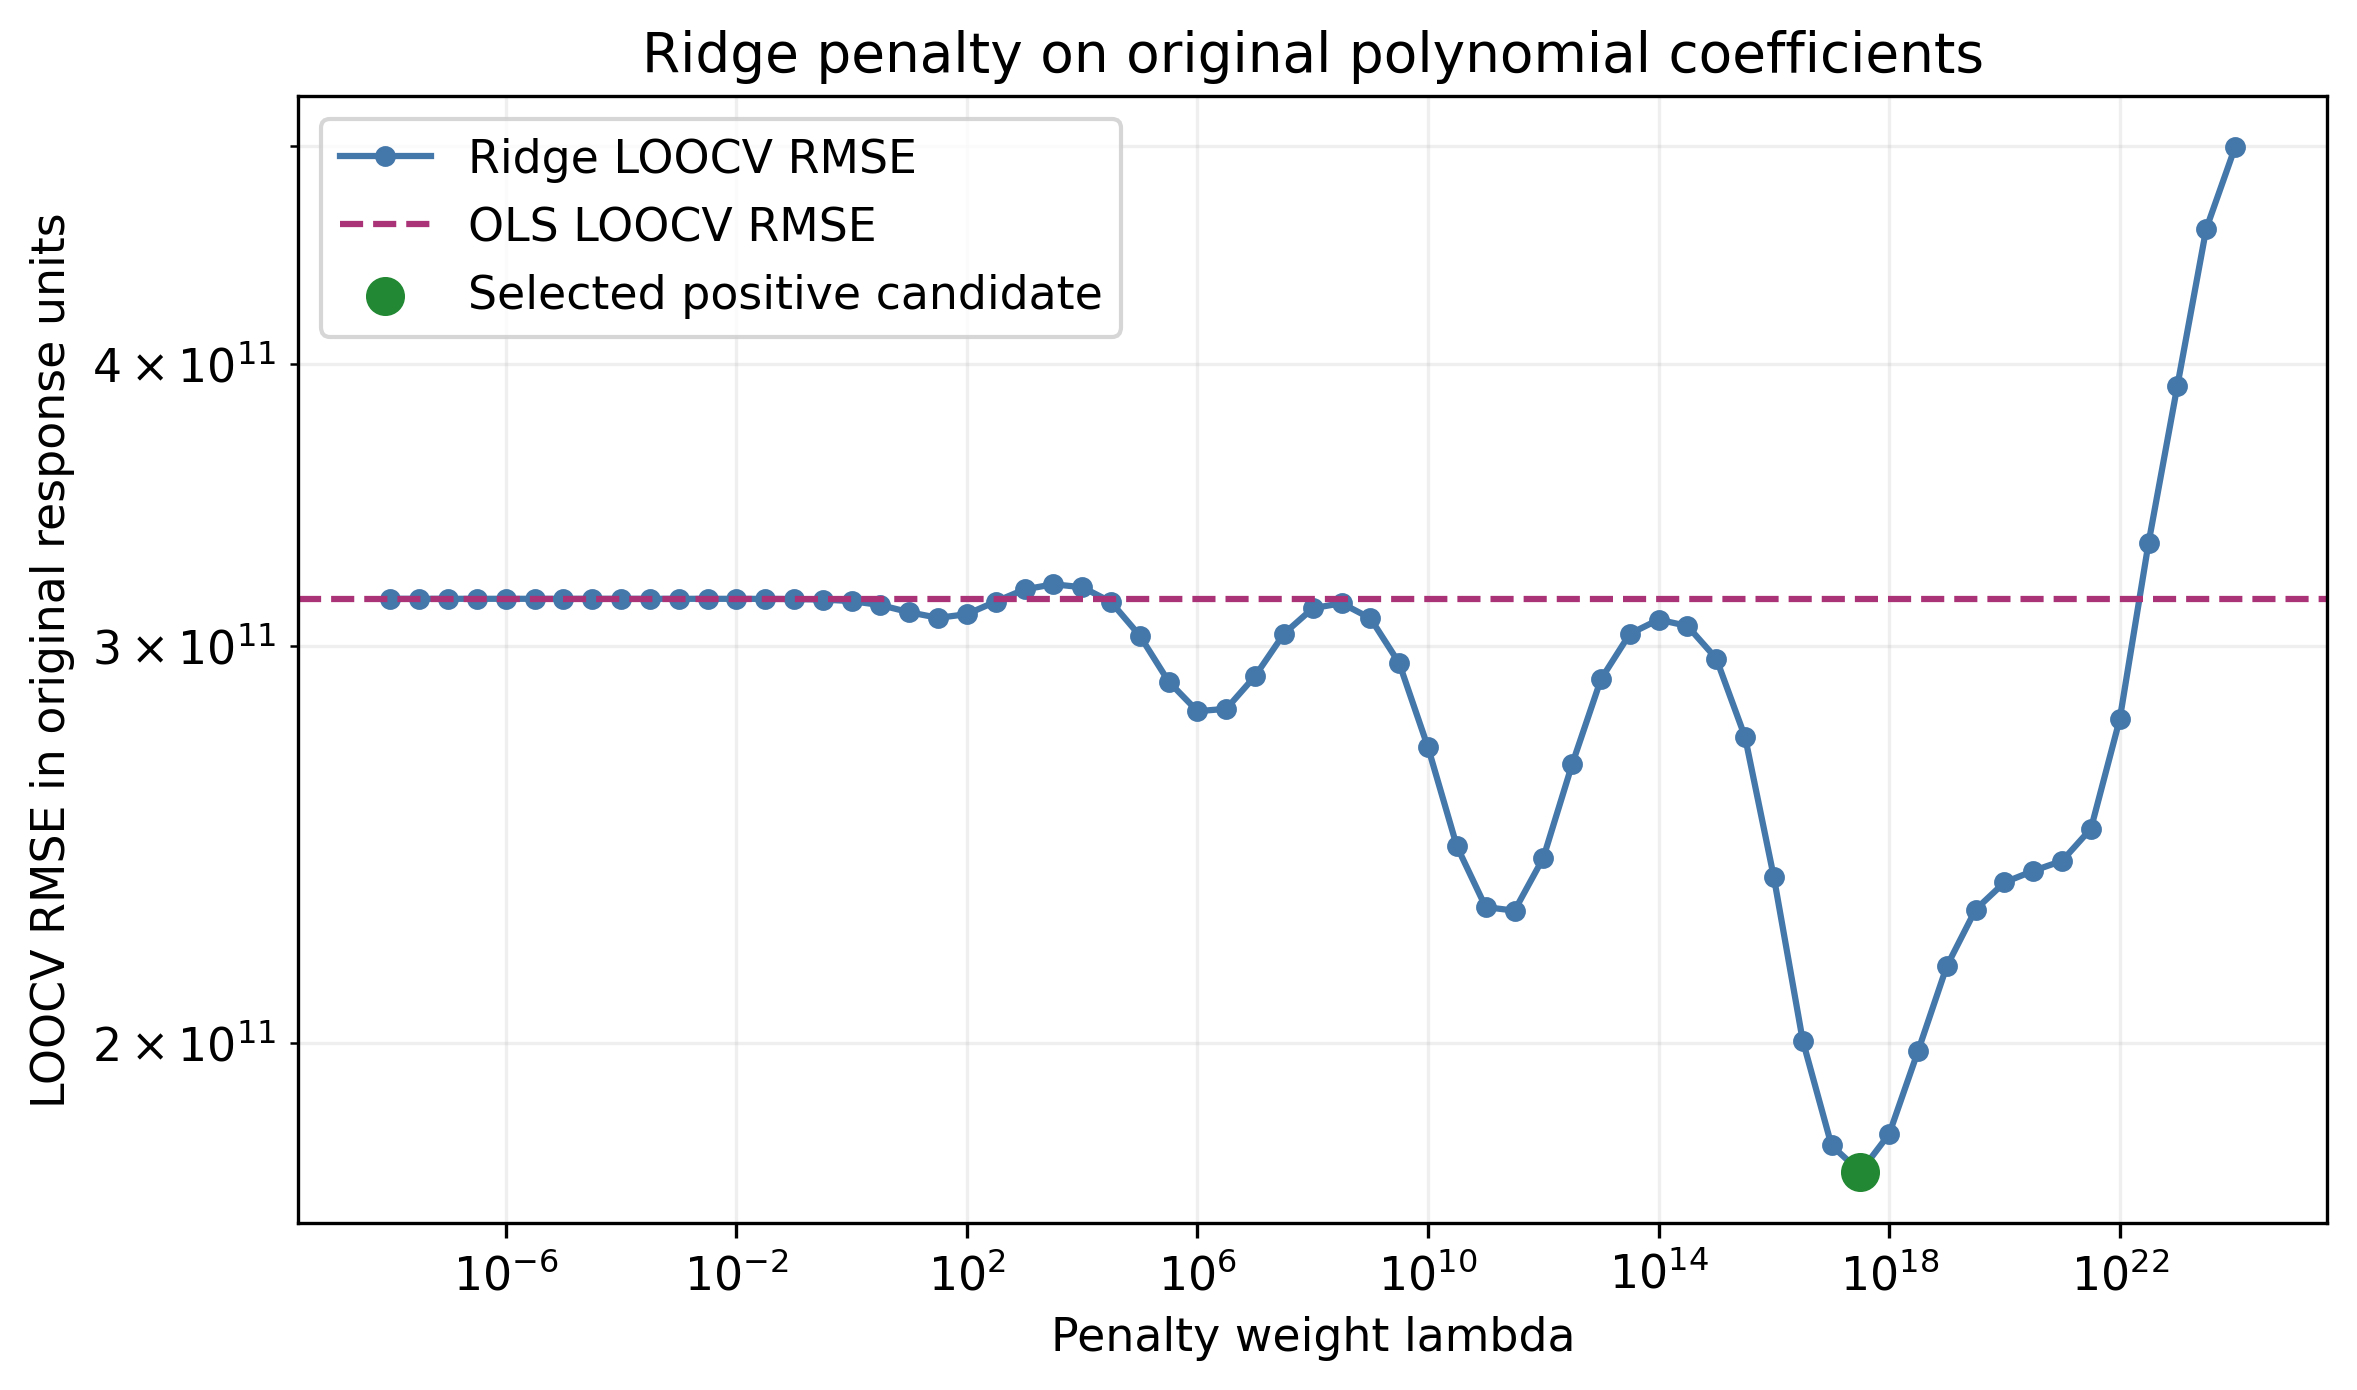 Ridge penalty on original polynomial coefficients
Ridge LOOCV RMSE
OLS LOOCV RMSE
Selected positive candidate
LOOCV RMSE in original response units
4 × 10¹¹
3 × 10¹¹
2 × 10¹¹
10⁻⁶ 10⁻² 10² 10⁶ 10¹⁰ 10¹⁴ 10¹⁸ 10²²
Penalty weight lambda